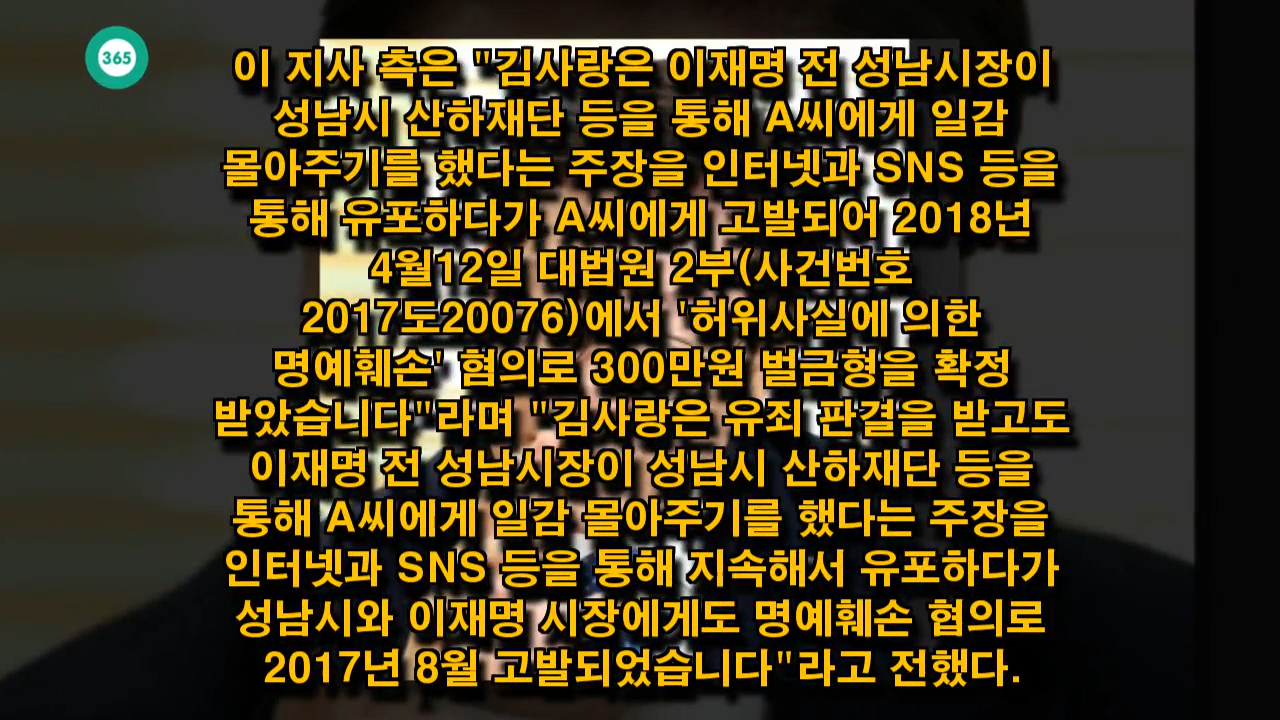 365
이 지사 측은 "김사랑은 이재명 전 성남시장이
성남시 산하재단 등을 통해 A씨에게 일감
몰아주기를 했다는 주장을 인터넷과 SNS 등을
통해 유포하다가 A씨에게 고발되어 2018년
4월12일 대법원 2부(사건번호
2017도20076)에서 '허위사실에 의한
명예훼손' 혐의로 300만원 벌금형을 확정
받았습니다"라며 "김사랑은 유죄 판결을 받고도
이재명 전 성남시장이 성남시 산하재단 등을
통해 A씨에게 일감 몰아주기를 했다는 주장을
인터넷과 SNS 등을 통해 지속해서 유포하다가
성남시와 이재명 시장에게도 명예훼손 협의로
2017년 8월 고발되었습니다"라고 전했다.